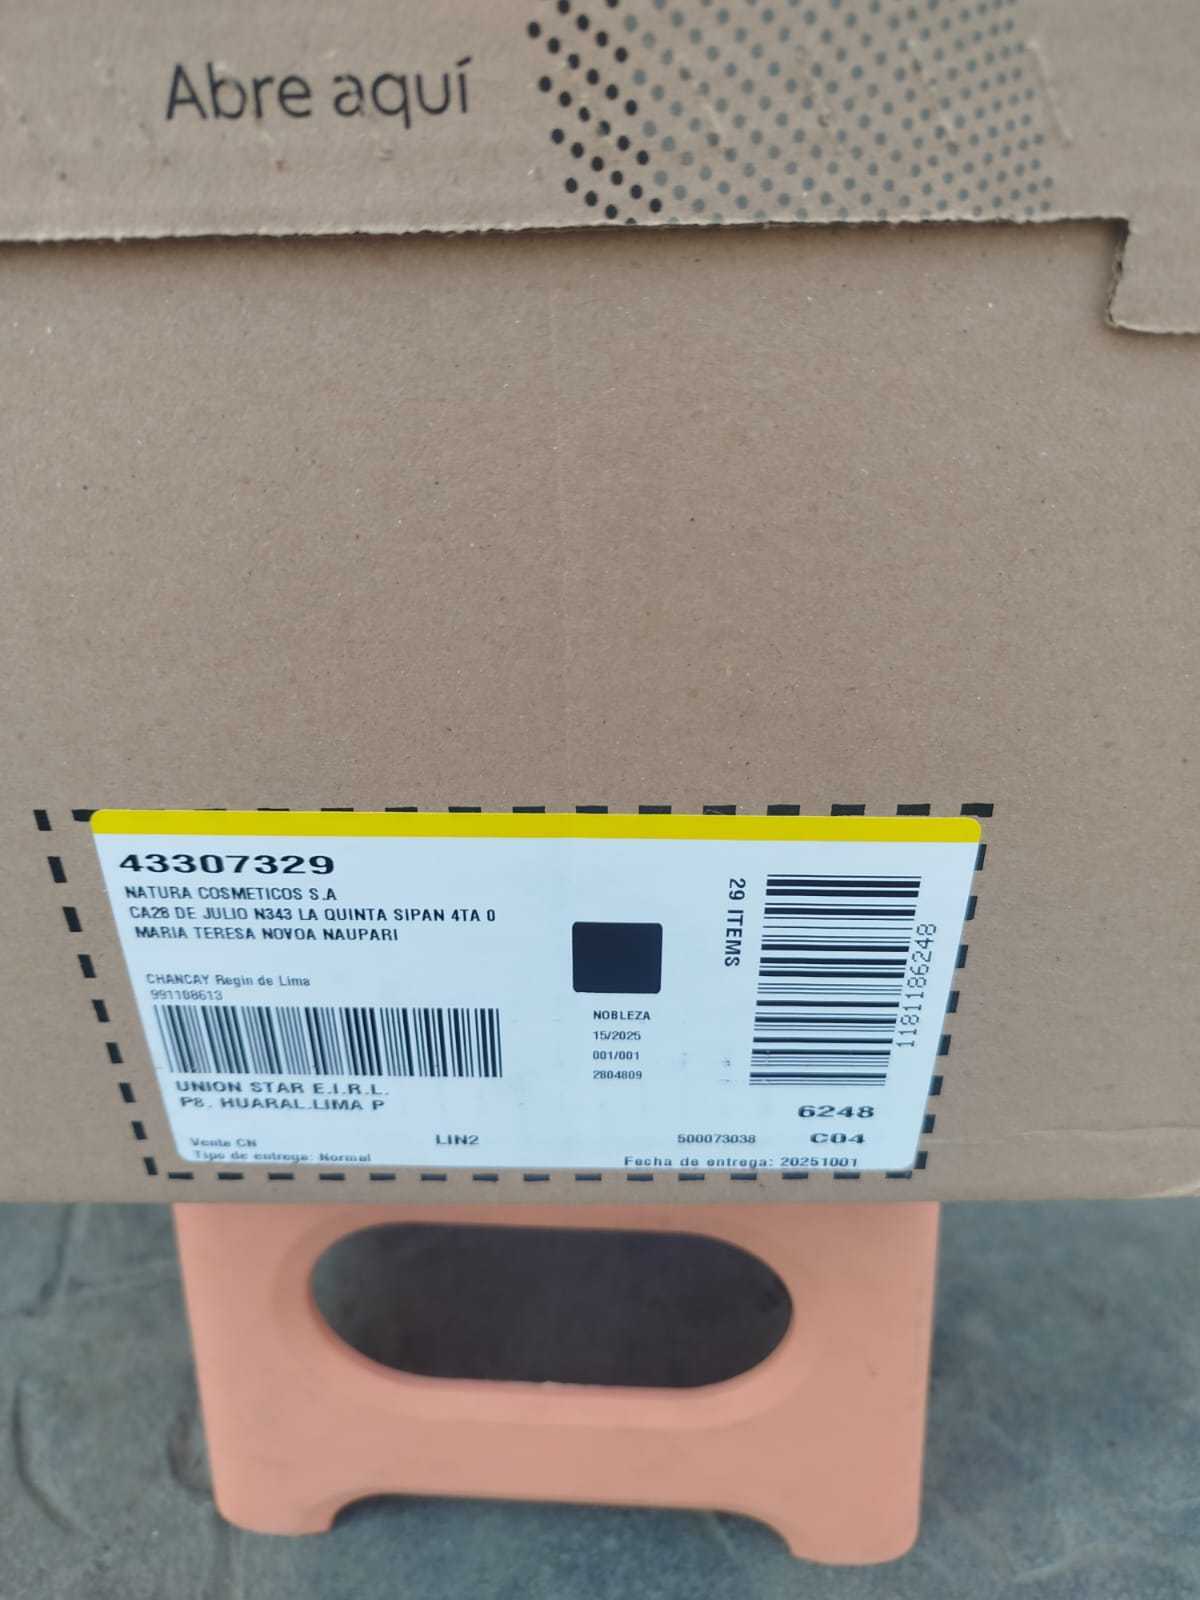 Abre aquí
43307329
NATURA COSMETICOS S.A
CA28 DE JULIO N343 LA QUINTA SIPAN 4TA 0
MARIA TERESA NOVOA NAUPARI
CHANCAY Regin de Lima
991108613
UNION STAR E.I.R.L.
P8. HUARAL.LIMA P
Venta CN
Tipo de entrega: Normal
LIN2
NOBLEZA
15/2025
001/001
2804809
29 ITEMS
1181186248
6248
500073038
C04
Fecha de entrega: 20251001